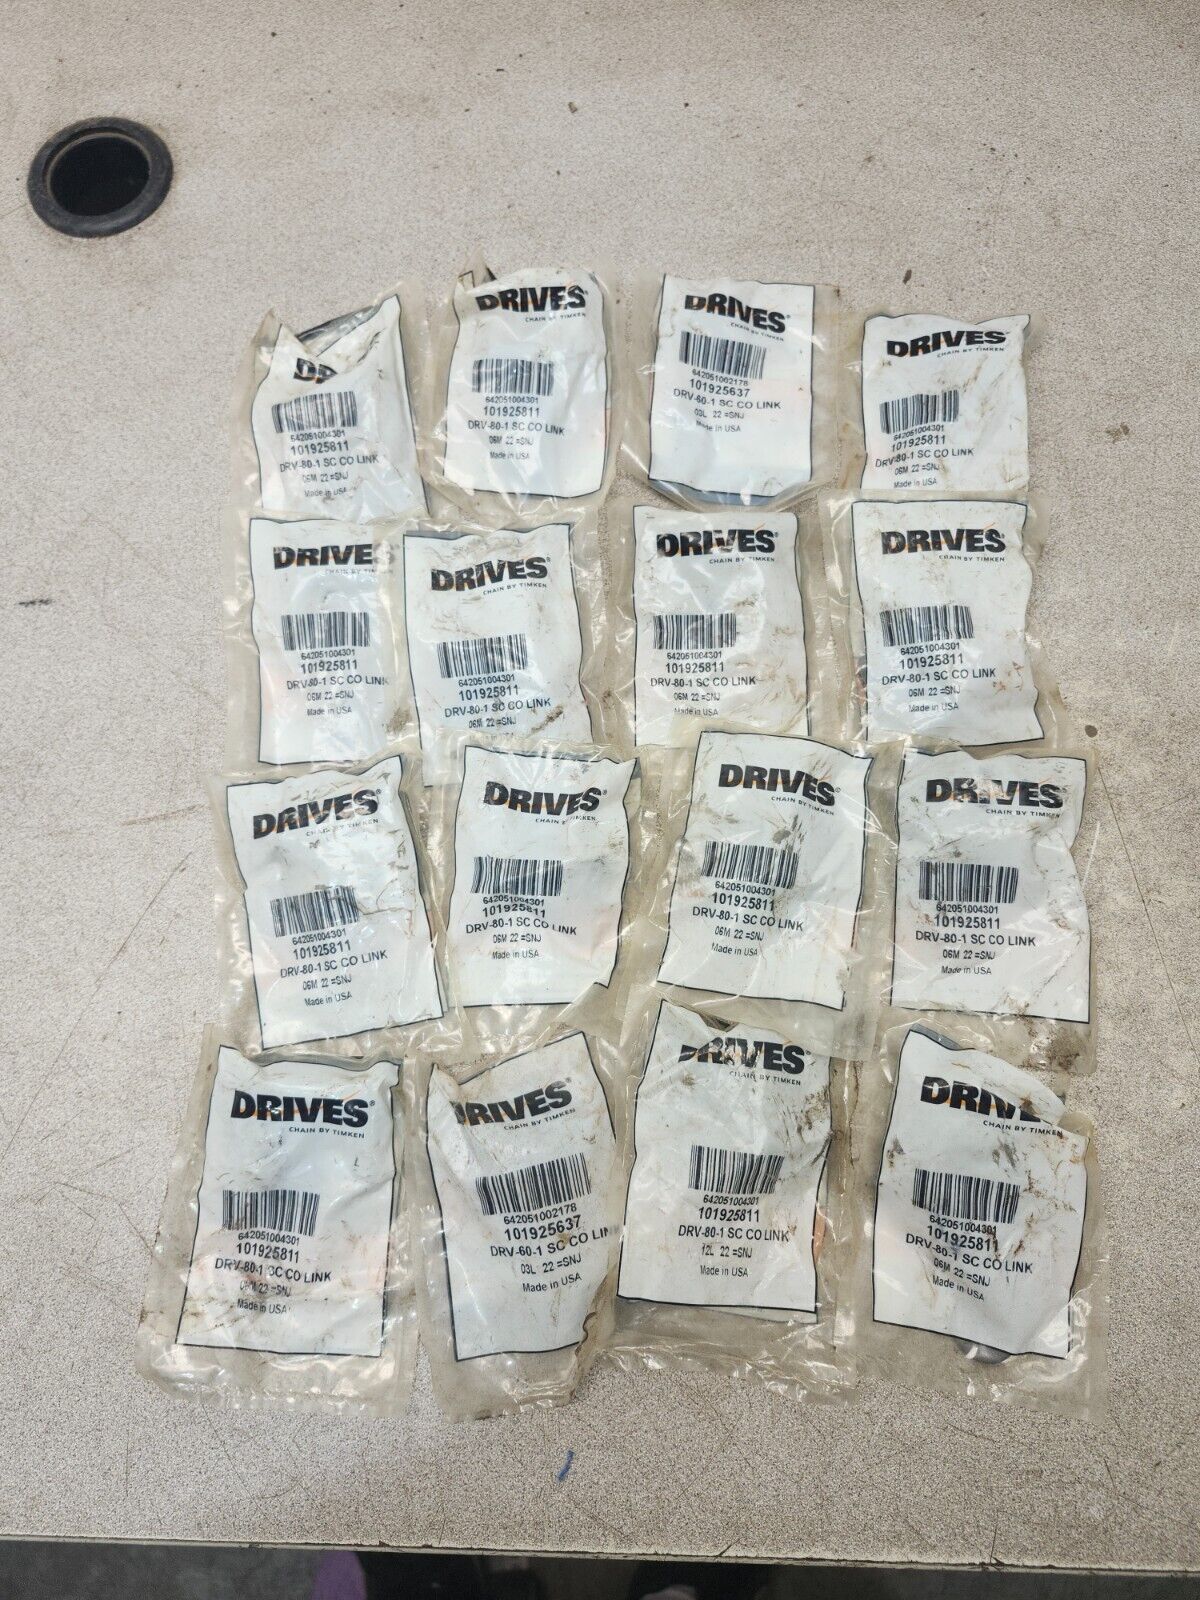 DR
642051004301
101925811
DRV-80-1 SC CO LINK
06M 22 =SNJ
Made in USA
DRIVES®
CHAIN BY TIMKEN
642051004301
101925811
DRV-80-1 SC CO LINK
06M 22 =SNJ
Made in USA
DRIVES
CHAIN BY TIMKEN
642051002178
101925637
DRV-60-1 SC CO LINK
03L 22 =SNJ
Made in USA
DRIVES
CHAIN BY TIMKEN
642051004301
101925811
DRV-80-1 SC CO LINK
06M 22 =SNJ
Made in USA
DRIVES
CHAIN BY TIMKEN
642051004301
101925811
DRV-80-1 SC CO LINK
06M 22 =SNJ
Made in USA
DRIVES®
CHAIN BY TIMKEN
642051004301
101925811
DRV-80-1 SC CO LINK
06M 22 =SNJ
Made in USA
DRIVES®
CHAIN BY TIMKEN
642051004301
101925811
DRV-80-1 SC CO LINK
06M 22 =SNJ
Made in USA
DRIVES®
CHAIN BY TIMKEN
642051004301
101925811
DRV-80-1 SC CO LINK
06M 22 =SNJ
Made in USA
DRIVES®
CHAIN BY TIMKEN
642051004301
101925811
DRV-80-1 SC CO LINK
06M 22 =SNJ
Made in USA
DRIVES®
CHAIN BY TIMKEN
642051004301
101925811
DRV-80-1 SC CO LINK
06M 22 =SNJ
Made in USA
DRIVES®
CHAIN BY TIMKEN
642051004301
101925811
DRV-80-1 SC CO LINK
06M 22 =SNJ
Made in USA
DRIVES®
CHAIN BY TIMKEN
642051004301
101925811
DRV-80-1 SC CO LINK
06M 22 =SNJ
Made in USA
DRIVES®
CHAIN BY TIMKEN
642051004301
101925811
DRV-80-1 SC CO LINK
06M 22 =SNJ
Made in USA
DRIVES®
CHAIN BY TIMKEN
642051002178
101925637
DRV-60-1 SC CO LIN
03L 22 =SNJ
Made in USA
DRIVES®
CHAIN BY TIMKEN
642051004301
101925811
DRV-80-1 SC CO LINK
12L 22 =SNJ
Made in USA
DRIV
CHAIN BY TIMKEN
642051004301
101925811
DRV-80-1 SC CO LINK
06M 22 =SNJ
Made in USA